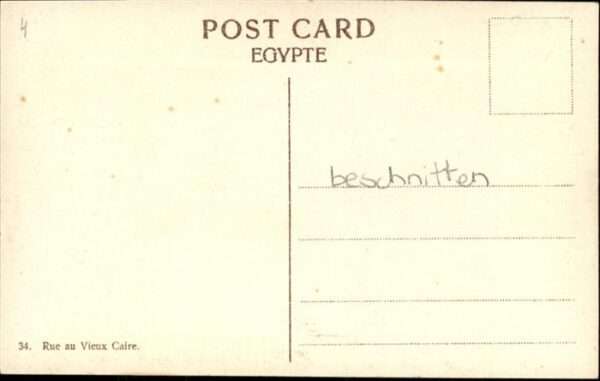 4
POST CARD
EGYPTE
beschnitten
34. Rue au Vieux Caire.